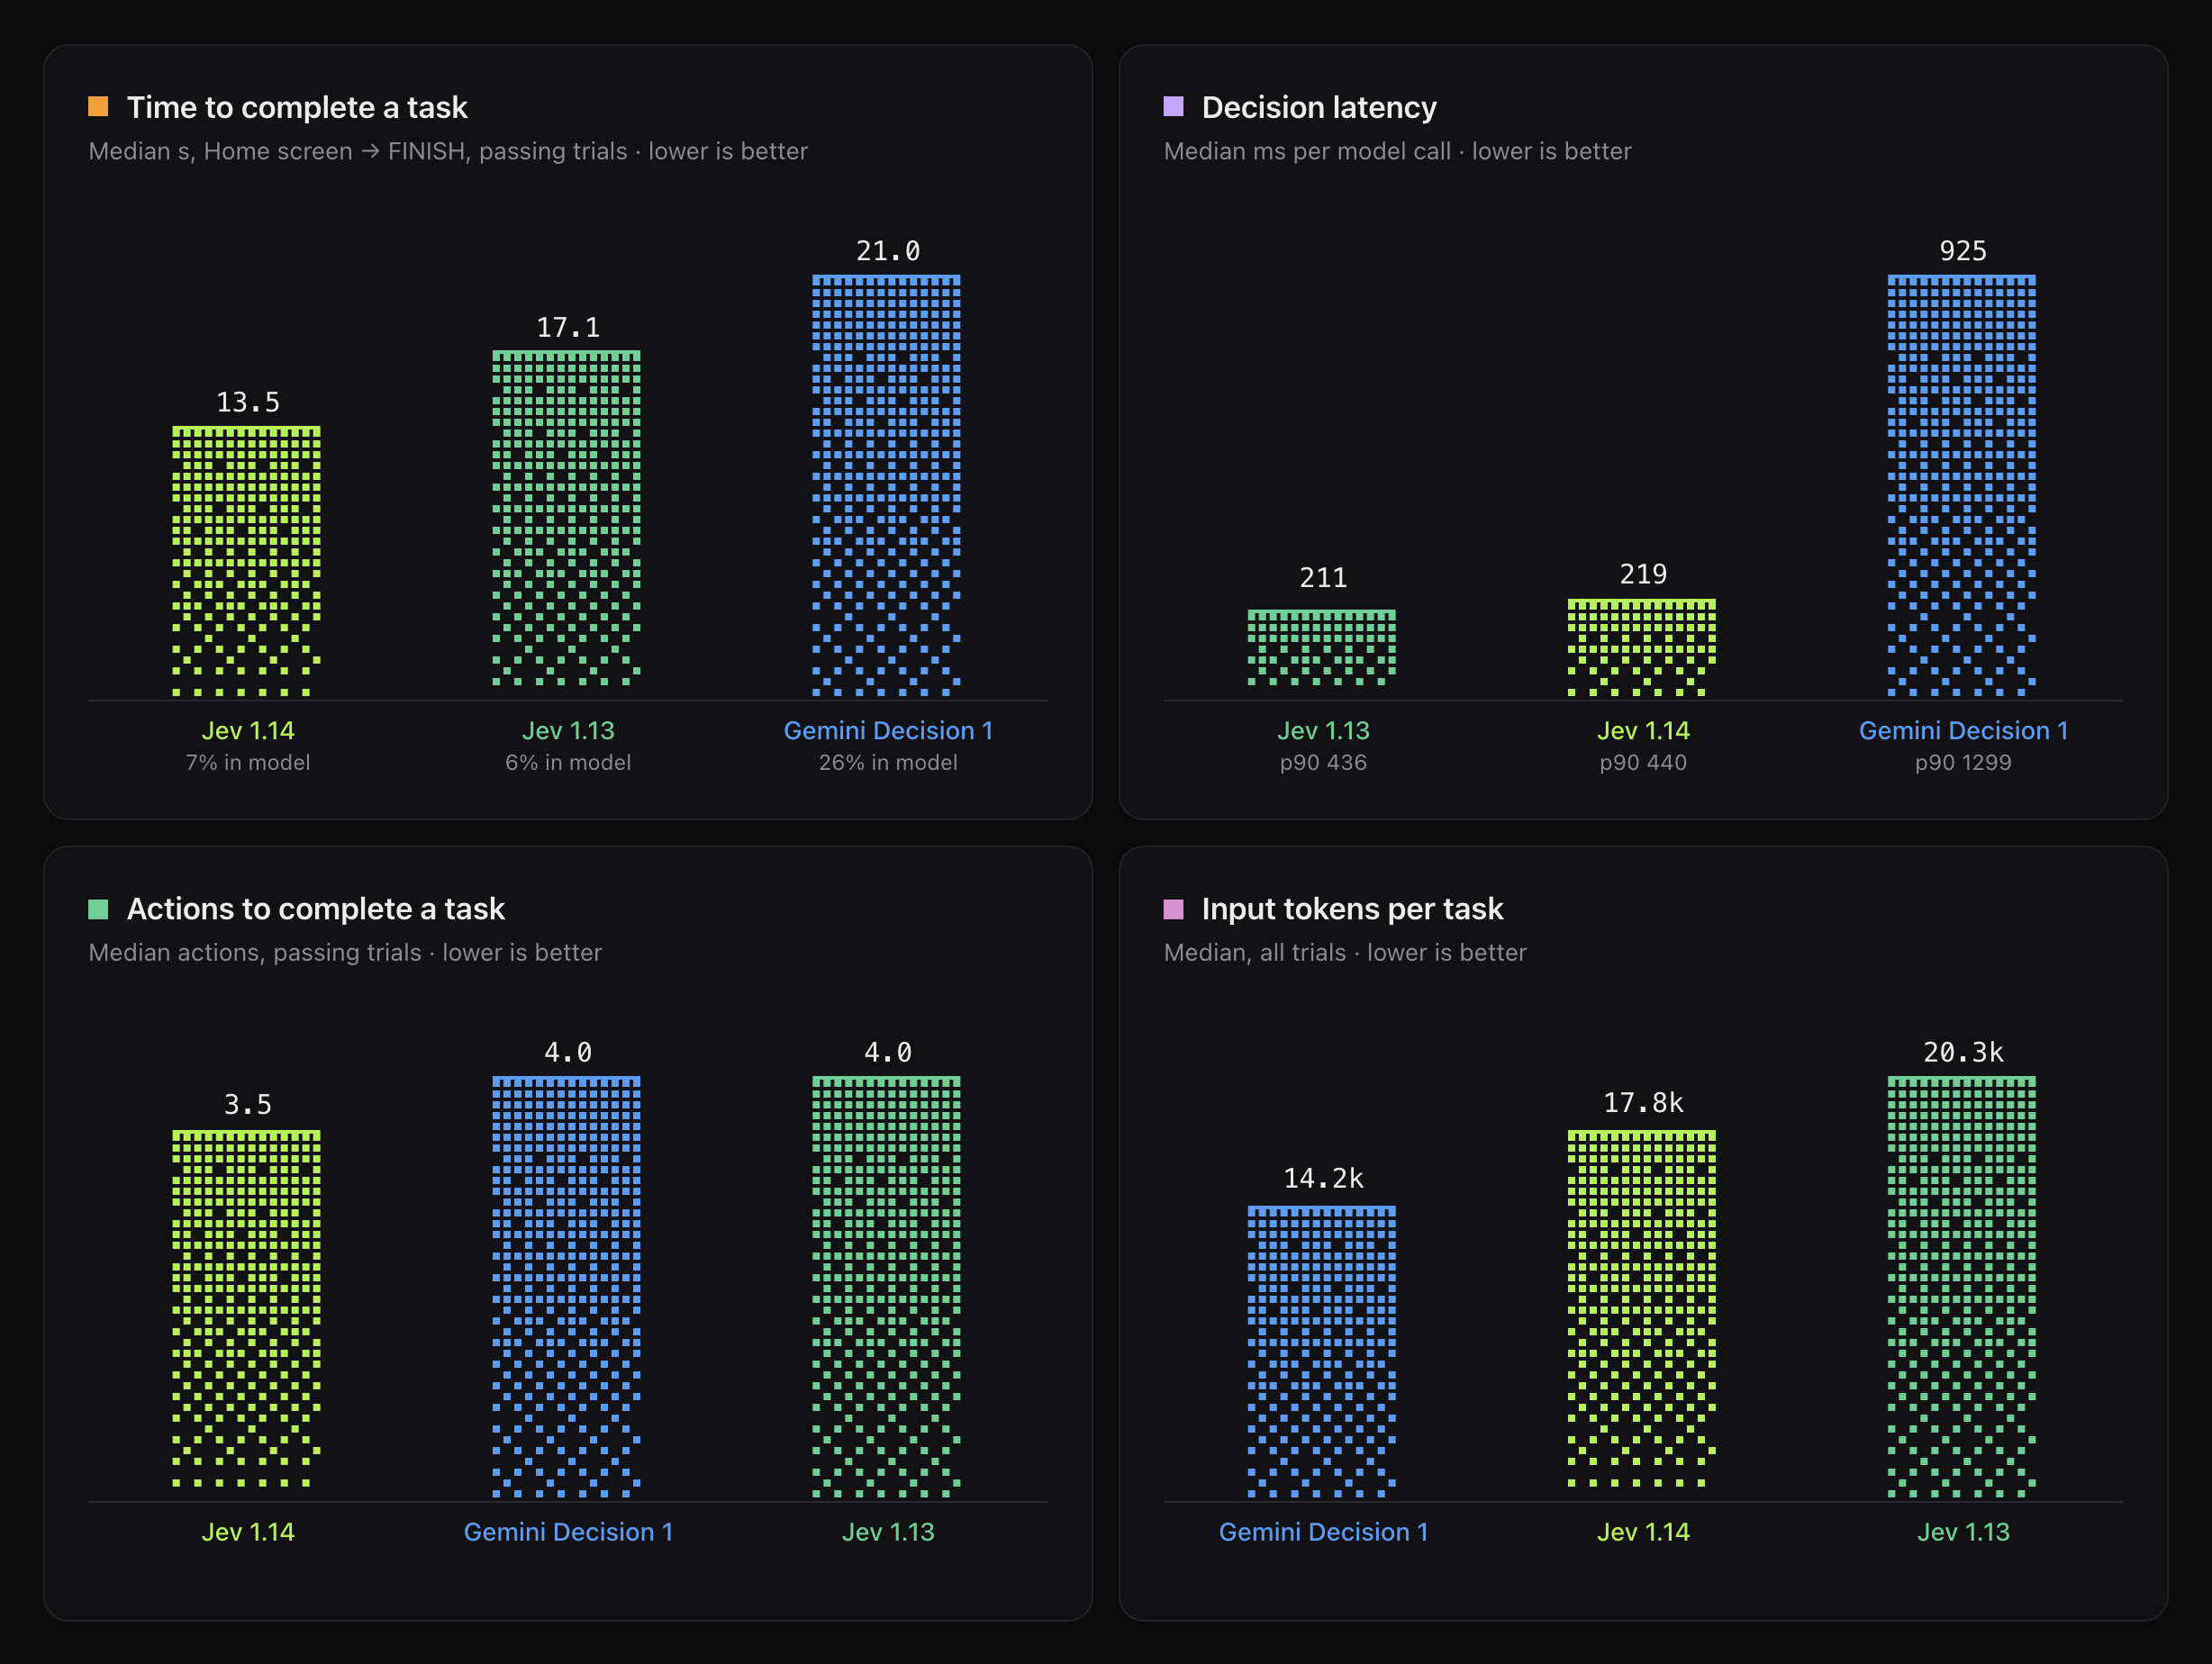 Time to complete a task
Median s, Home screen → FINISH, passing trials · lower is better
13.5
17.1
21.0
Jev 1.14
7% in model
Jev 1.13
6% in model
Gemini Decision 1
26% in model
Decision latency
Median ms per model call · lower is better
211
219
925
Jev 1.13
p90 436
Jev 1.14
p90 440
Gemini Decision 1
p90 1299
Actions to complete a task
Median actions, passing trials · lower is better
3.5
4.0
4.0
Jev 1.14
Gemini Decision 1
Jev 1.13
Input tokens per task
Median, all trials · lower is better
14.2k
17.8k
20.3k
Gemini Decision 1
Jev 1.14
Jev 1.13